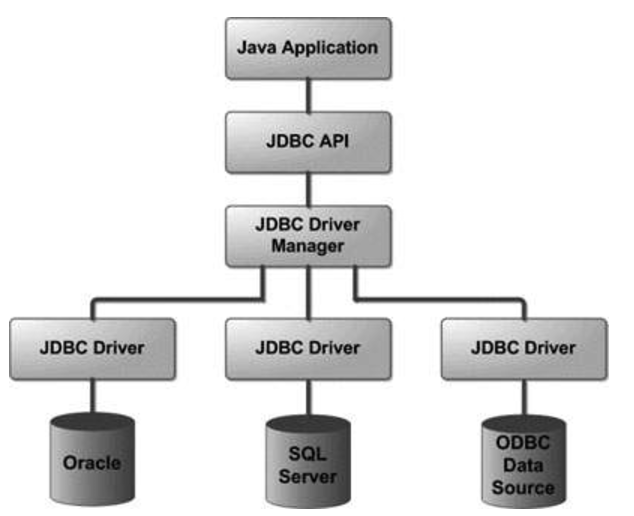 Java Application
JDBC API
JDBC Driver
Manager
JDBC Driver
JDBC Driver
JDBC Driver
Oracle
SQL
Server
ODBC
Data
Source